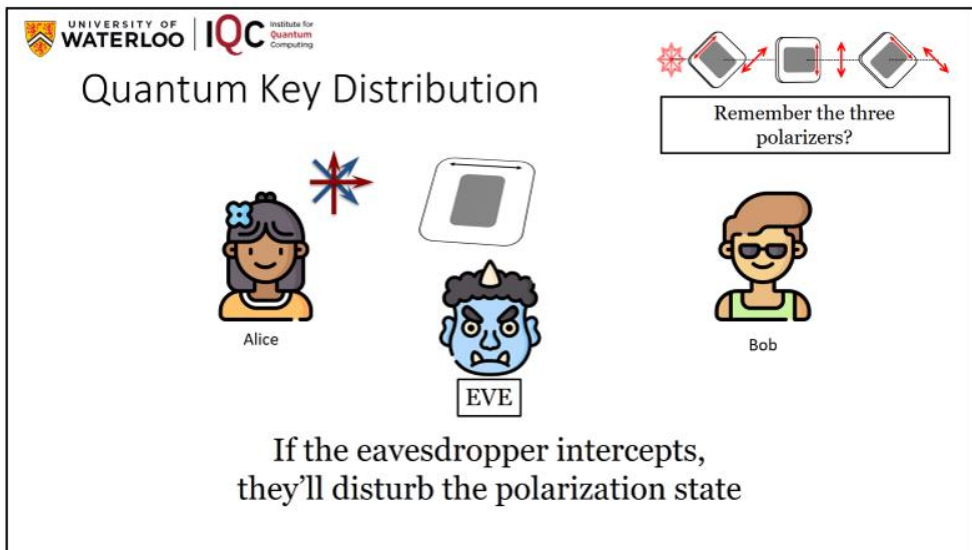 UNIVERSITY OF
WATERLOO
IQC
Institute for
Quantum
Computing
Quantum Key Distribution
Remember the three
polarizers?
Alice
EVE
Bob
If the eavesdropper intercepts,
they'll disturb the polarization state